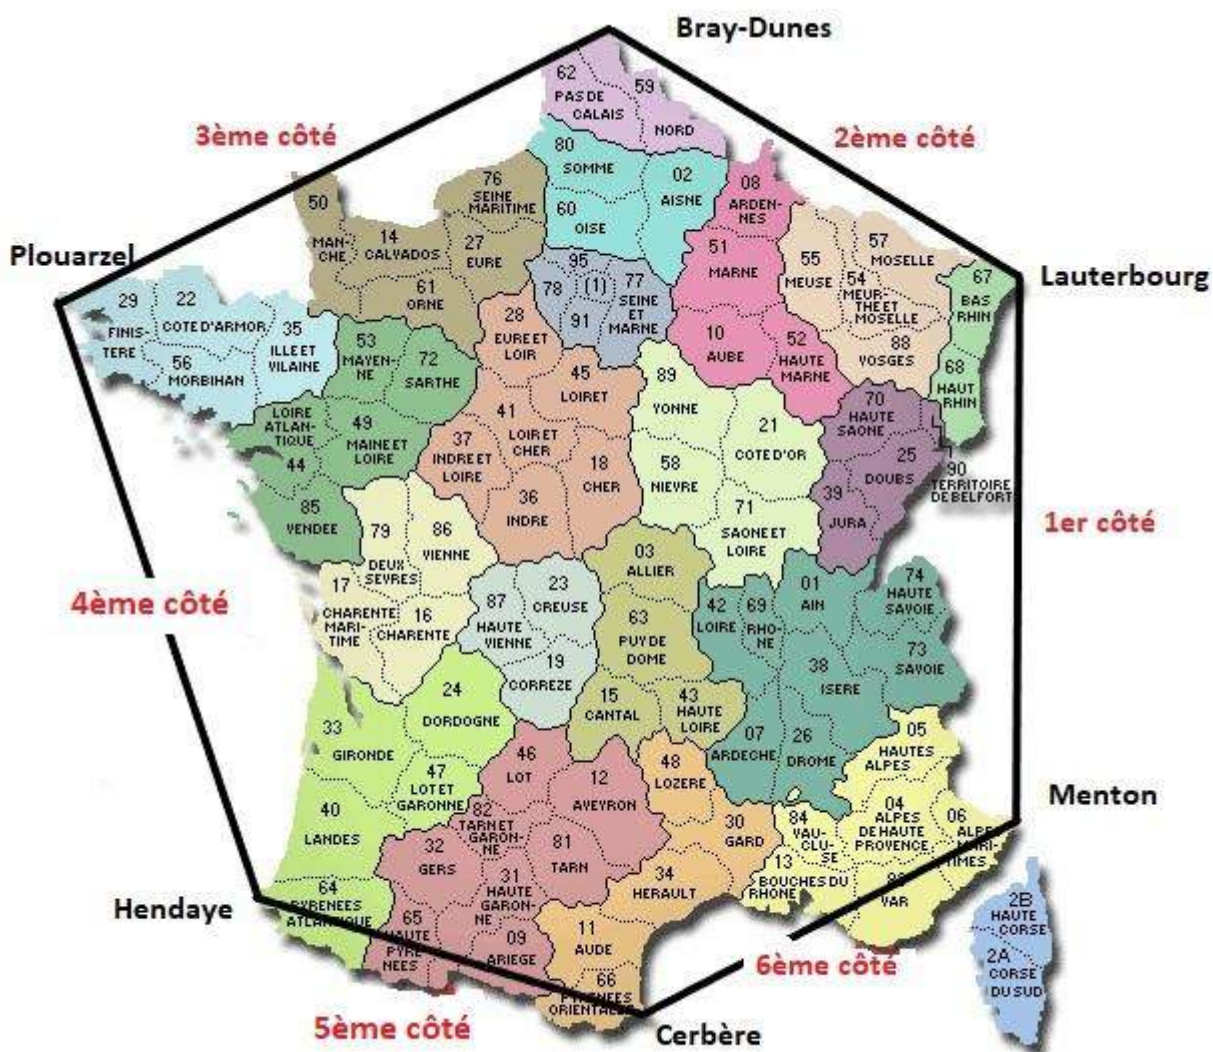 Bray-Dunes
62
PAS DE
CALAIS
59
NORD
3ème côté
2ème côté
80
SOMME
02
AISNE
60
OISE
76
SEINE
MARITIME
08
ARDEN-
NES
50
MAN-
CHE
14
CALVADOS
27
EURE
61
ORNE
51
MARNE
10
AUBE
52
HAUTE
MARNE
55
MEUSE
57
MOSELLE
54
MEUR-
THE ET
MOSELLE
88
VOSGES
67
BAS
RHIN
68
HAUT
RHIN
Plouarzel
Lauterbourg
95
(1)
78
91
77
SEINE
ET
MARNE
29
FINIS-
TERE
22
COTE D'ARMOR
35
ILLE ET
VILAINE
56
MORBIHAN
53
MAYEN-
NE
72
SARTHE
28
EURE ET
LOIR
45
LOIRET
89
YONNE
70
HAUTE
SAONE
LOIRE
ATLAN-
TIQUE
44
49
MAINE ET
LOIRE
41
LOIR ET
CHER
37
INDRE ET
LOIRE
18
CHER
36
INDRE
21
COTE D'OR
58
NIEVRE
71
SAONE ET
LOIRE
25
DOUBS
39
JURA
90
TERRITOIRE
DE BELFORT
85
VENDEE
79
DEUX
SEVRES
86
VIENNE
1er côté
4ème côté
17
CHARENTE
MARI-
TIME
16
CHARENTE
87
HAUTE
VIENNE
23
CREUSE
19
CORREZE
03
ALLIER
63
PUY DE
DOME
42
LOIRE
69
RHO-
NE
01
AIN
74
HAUTE
SAVOIE
73
SAVOIE
38
ISERE
24
DORDOGNE
15
CANTAL
43
HAUTE
LOIRE
07
ARDECHE
26
DROME
05
HAUTES
ALPES
33
GIRONDE
47
LOT ET
GARONNE
46
LOT
12
AVEYRON
48
LOZERE
40
LANDES
82
TARN ET
GARON-
NE
81
TARN
30
GARD
84
VAU-
CLU-
SE
04
ALPES
DE HAUTE
PROVENCE
06
ALPE
MARI-
TIMES
Menton
32
GERS
31
HAUTE
GARON-
NE
34
HERAULT
13
BOUCHES DU
RHONE
VAR
Hendaye
64
PYRENEES
ATLANTIQUE
65
HAUTE
PYRE-
NEES
09
ARIEGE
11
AUDE
66
PYRENEES
ORIENTALES
2B
HAUTE
CORSE
2A
CORSE
DU SUD
6ème côté
5ème côté
Cerbère